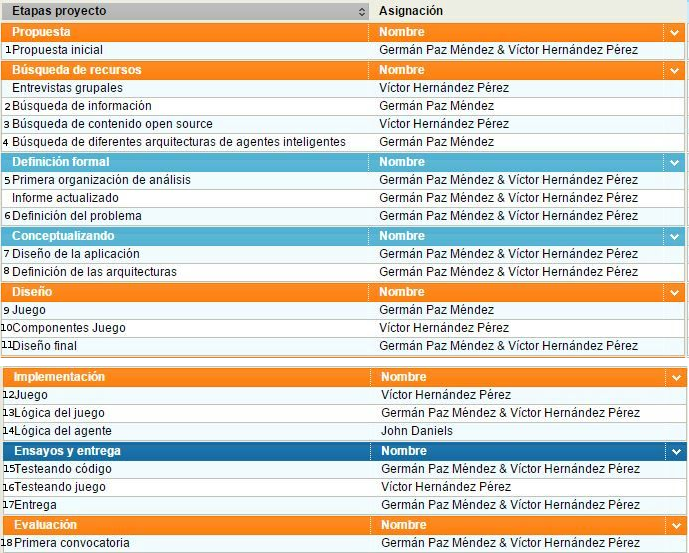 Etapas proyecto Asignación
Propuesta Nombre
1 Propuesta inicial Germán Paz Méndez & Víctor Hernández Pérez
Búsqueda de recursos Nombre
Entrevistas grupales Víctor Hernández Pérez
2 Búsqueda de información Germán Paz Méndez
3 Búsqueda de contenido open source Víctor Hernández Pérez
4 Búsqueda de diferentes arquitecturas de agentes inteligentes Germán Paz Méndez
Definición formal Nombre
5 Primera organización de análisis Germán Paz Méndez & Víctor Hernández Pérez
Informe actualizado Germán Paz Méndez & Víctor Hernández Pérez
6 Definición del problema Germán Paz Méndez & Víctor Hernández Pérez
Conceptualizando Nombre
7 Diseño de la aplicación Germán Paz Méndez & Víctor Hernández Pérez
8 Definición de las arquitecturas Germán Paz Méndez & Víctor Hernández Pérez
Diseño Nombre
9 Juego Germán Paz Méndez
10 Componentes Juego Víctor Hernández Pérez
11 Diseño final Germán Paz Méndez & Víctor Hernández Pérez
Implementación Nombre
12 Juego Víctor Hernández Pérez
13 Lógica del juego Germán Paz Méndez & Víctor Hernández Pérez
14 Lógica del agente John Daniels
Ensayos y entrega Nombre
15 Testeando código Germán Paz Méndez & Víctor Hernández Pérez
16 Testeando juego Víctor Hernández Pérez
17 Entrega Germán Paz Méndez & Víctor Hernández Pérez
Evaluación Nombre
18 Primera convocatoria Germán Paz Méndez & Víctor Hernández Pérez